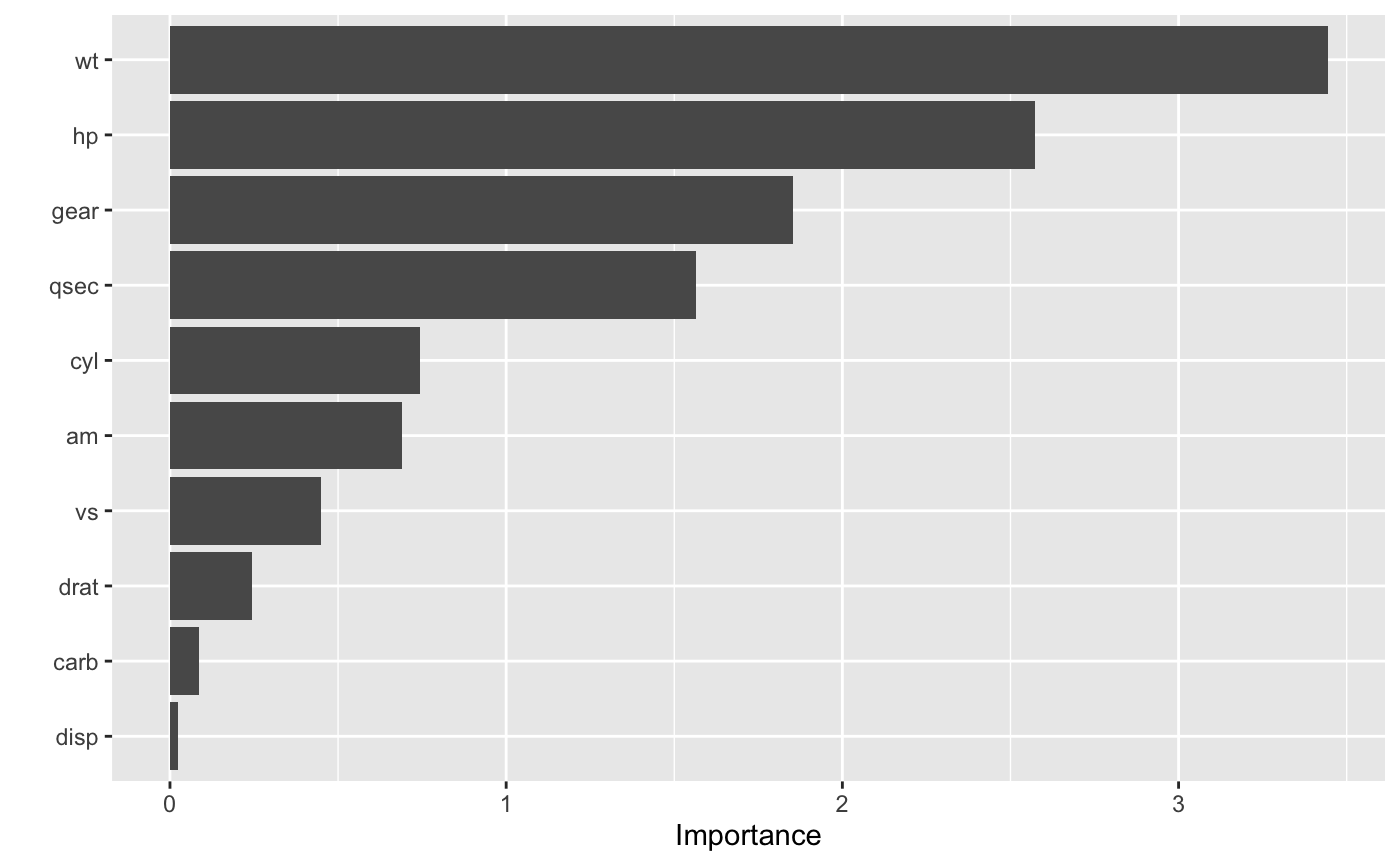 wt
hp
gear
qsec
cyl
am
vs
drat
carb
disp
0 1 2 3
Importance